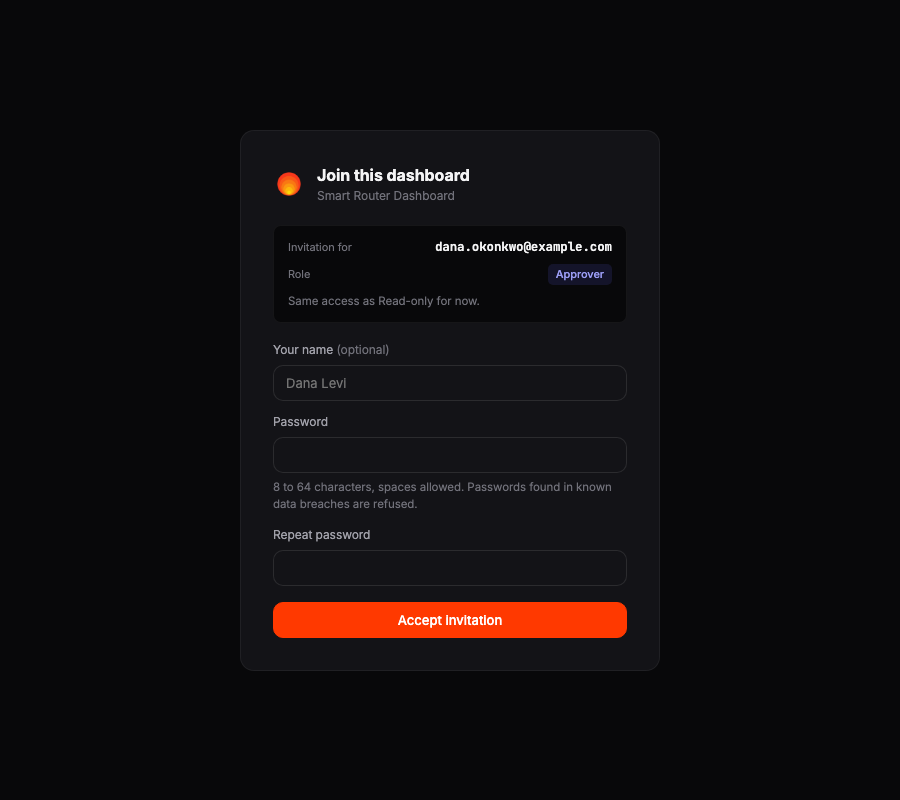 Join this dashboard
Smart Router Dashboard
Invitation for dana.okonkwo@example.com
Role Approver
Same access as Read-only for now.
Your name (optional)
Dana Levi
Password
8 to 64 characters, spaces allowed. Passwords found in known
data breaches are refused.
Repeat password
Accept invitation